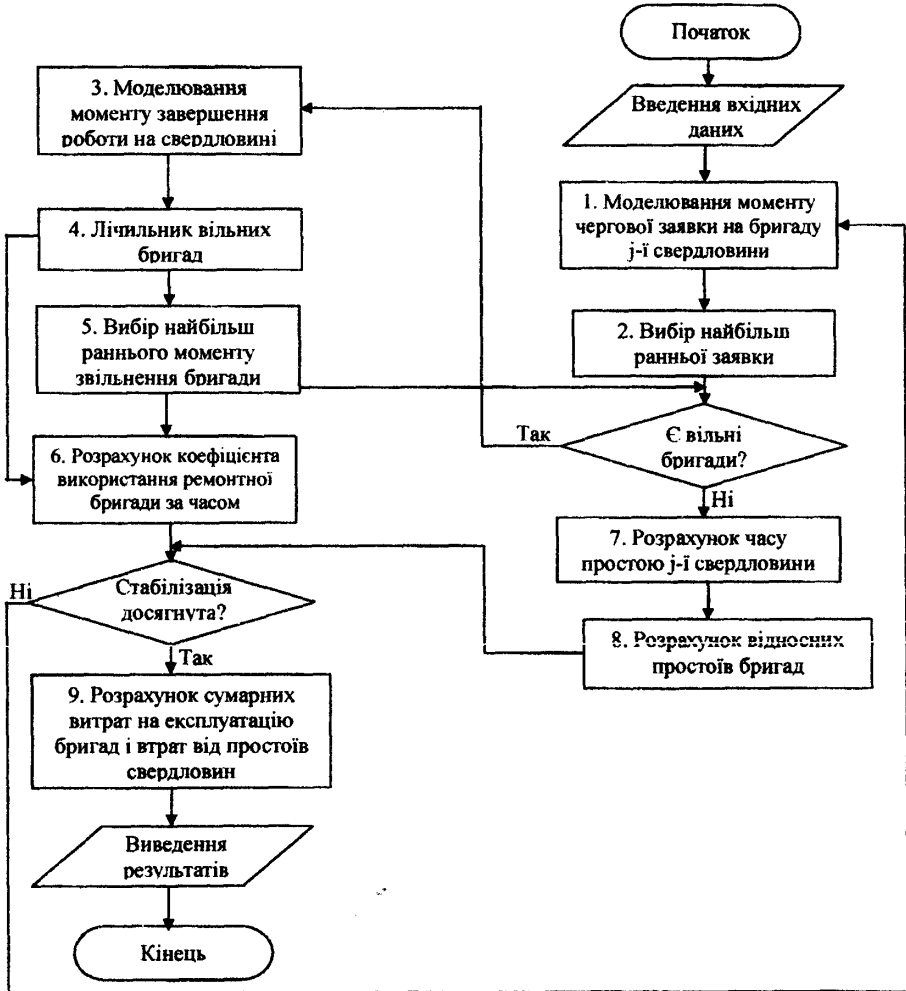 Початок
Введення вхідних
даних
1. Моделювання моменту
чергової заявки на бригаду
j-ї свердловини
2. Вибір найбільш
ранньої заявки
Є вільні
бригади?
Так
Ні
3. Моделювання
моменту завершення
роботи на свердловині
4. Лічильник вільних
бригад
5. Вибір найбільш
раннього моменту
звільнення бригади
6. Розрахунок коефіцієнта
використання ремонтної
бригади за часом
7. Розрахунок часу
простою j-ї свердловини
8. Розрахунок відносних
простоїв бригад
Стабілізація
досягнута?
Ні
Так
9. Розрахунок сумарних
витрат на експлуатацію
бригад і втрат від простоїв
свердловин
Виведення
результатів
Кінець